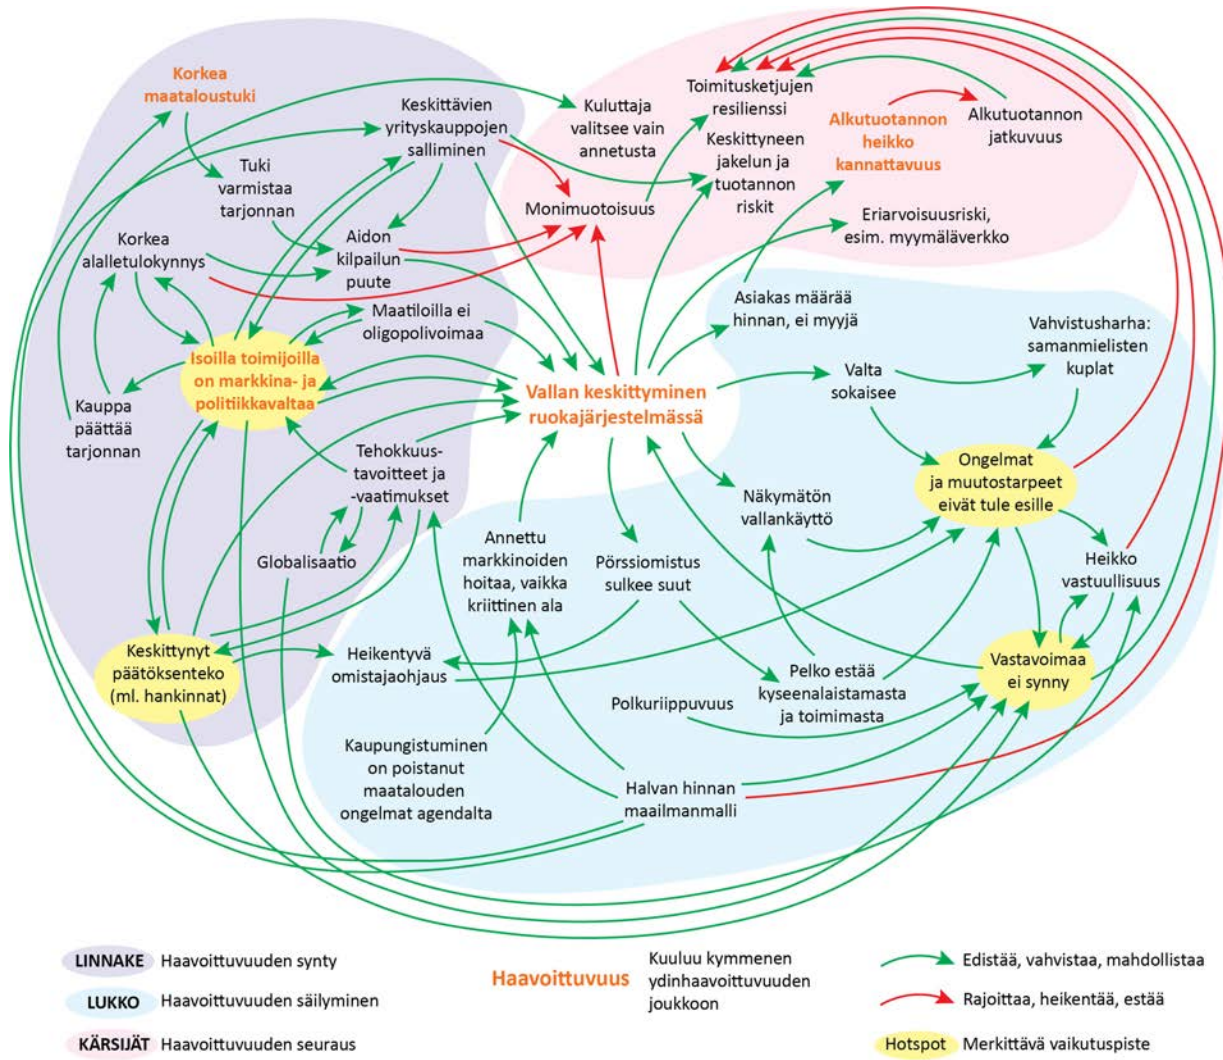 Korkea
maataloustuki
Keskittävien
yrityskauppojen
salliminen
Tuki
varmistaa
tarjonnan
Korkea
alalletulokynnys
Aidon
kilpailun
puute
Maatiloilla ei
oligopolivoimaa
Isoilla toimijoilla
on markkina- ja
politiikkavaltaa
Kauppa
päättää
tarjonnan
Tehokkuus-
tavoitteet ja
-vaatimukset
Globalisaatio
Keskittynyt
päätöksenteko
(ml. hankinnat)
Kuluttaja
valitsee vain
annetusta
Toimitusketjujen
resilienssi
Keskittyneen
jakelun ja
tuotannon
riskit
Alkutuotannon
heikko
kannattavuus
Alkutuotannon
jatkuvuus
Monimuotoisuus
Eriarvoisuusriski,
esim. myymäläverkko
Vallan keskittyminen
ruokajärjestelmässä
Asiakas määrää
hinnan, ei myyjä
Vahvistusharha:
samanmielisten
kuplat
Valta
sokaisee
Ongelmat
ja muutostarpeet
eivät tule esille
Näkymätön
vallankäyttö
Annettu
markkinoiden
hoitaa, vaikka
kriittinen ala
Pörssiomistus
sulkee suut
Heikko
vastuullisuus
Heikentyvä
omistajaohjaus
Pelko estää
kyseenalaistamasta
ja toimimasta
Vastavoimaa
ei synny
Polkuriippuvuus
Kaupungistuminen
on poistanut
maatalouden
ongelmat agendalta
Halvan hinnan
maailmanmalli
LINNAKE Haavoittuvuuden synty
LUKKO Haavoittuvuuden säilyminen
KÄRSIJÄT Haavoittuvuuden seuraus
Haavoittuvuus
Kuuluu kymmenen
ydinhaavoittuvuuden
joukkoon
Edistää, vahvistaa, mahdollistaa
Rajoittaa, heikentää, estää
Hotspot Merkittävä vaikutuspiste